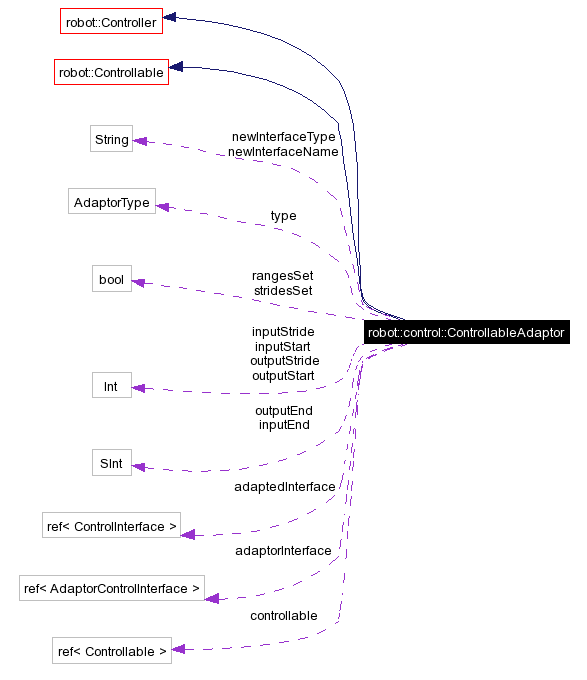 robot::Controller
robot::Controllable
String
newInterfaceType
newInterfaceName
AdaptorType
type
bool
rangesSet
stridesSet
robot::control::ControllableAdaptor
inputStride
inputStart
outputStride
outputStart
Int
outputEnd
inputEnd
SInt
adaptedInterface
ref< ControlInterface >
adaptorInterface
ref< AdaptorControlInterface >
controllable
ref< Controllable >